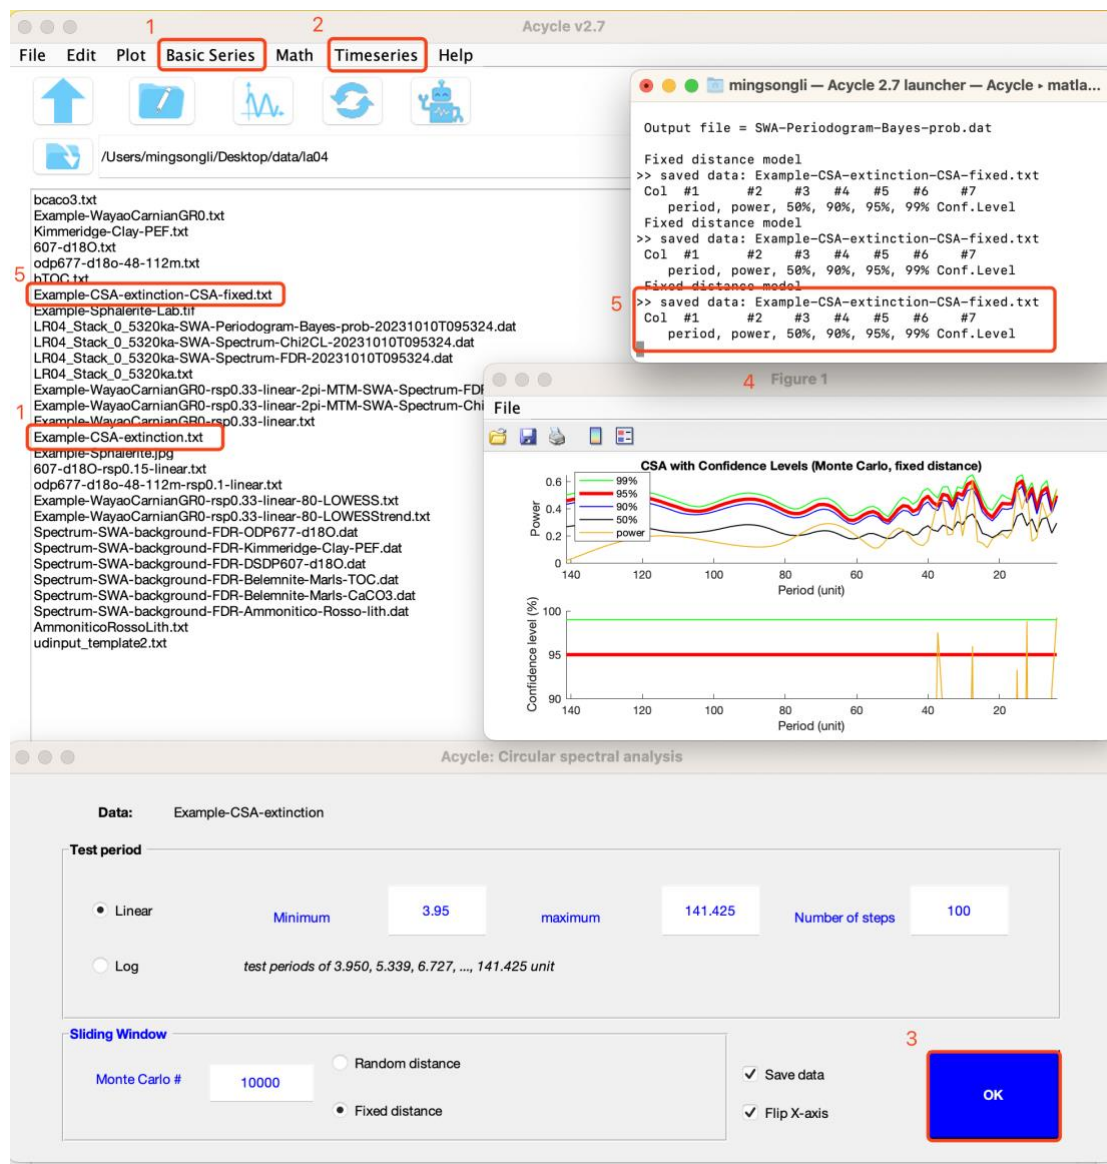 1
2
Acycle v2.7
File Edit Plot Basic Series Math Timeseries Help
/Users/mingsongli/Desktop/data/la04
bcaco3.txt
Example-WayaoCarnianGR0.txt
Kimmeridge-Clay-PEF.txt
607-d18O.txt
odp677-d18o-48-112m.txt
bTOC.txt
5
Example-CSA-extinction-CSA-fixed.txt
Example-Sphalerite-Lab.tif
LR04_Stack_0_5320ka-SWA-Periodogram-Bayes-prob-20231010T095324.dat
LR04_Stack_0_5320ka-SWA-Spectrum-Chi2CL-20231010T095324.dat
LR04_Stack_0_5320ka-SWA-Spectrum-FDR-20231010T095324.dat
LR04_Stack_0_5320ka.txt
Example-WayaoCarnianGR0-rsp0.33-linear-2pi-MTM-SWA-Spectrum-FDF
Example-WayaoCarnianGR0-rsp0.33-linear-2pi-MTM-SWA-Spectrum-Chi
1
Example-WayaoCarnianGR0-rsp0.33-linear.txt
Example-CSA-extinction.txt
Example-Sphalerite.jpg
607-d18O-rsp0.15-linear.txt
odp677-d18o-48-112m-rsp0.1-linear.txt
Example-WayaoCarnianGR0-rsp0.33-linear-80-LOWESS.txt
Example-WayaoCarnianGR0-rsp0.33-linear-80-LOWESStrend.txt
Spectrum-SWA-background-FDR-ODP677-d18O.dat
Spectrum-SWA-background-FDR-Kimmeridge-Clay-PEF.dat
Spectrum-SWA-background-FDR-DSDP607-d18O.dat
Spectrum-SWA-background-FDR-Belemnite-Marls-TOC.dat
Spectrum-SWA-background-FDR-Belemnite-Marls-CaCO3.dat
Spectrum-SWA-background-FDR-Ammonitico-Rosso-lith.dat
AmmoniticoRossoLith.txt
udinput_template2.txt
mingsongli — Acycle 2.7 launcher — Acycle ▸ matla...
Output file = SWA-Periodogram-Bayes-prob.dat
Fixed distance model
>> saved data: Example-CSA-extinction-CSA-fixed.txt
Col #1 #2 #3 #4 #5 #6 #7
period, power, 50%, 90%, 95%, 99% Conf.Level
Fixed distance model
>> saved data: Example-CSA-extinction-CSA-fixed.txt
Col #1 #2 #3 #4 #5 #6 #7
period, power, 50%, 90%, 95%, 99% Conf.Level
Fixed distance model
5
>> saved data: Example-CSA-extinction-CSA-fixed.txt
Col #1 #2 #3 #4 #5 #6 #7
period, power, 50%, 90%, 95%, 99% Conf.Level
4 Figure 1
File
CSA with Confidence Levels (Monte Carlo, fixed distance)
Power
0.6
0.4
0.2
0
99%
95%
90%
50%
power
140 120 100 80 60 40 20
Period (unit)
Confidence level (%)
100
95
90
140 120 100 80 60 40 20
Period (unit)
Acycle: Circular spectral analysis
Data: Example-CSA-extinction
Test period
Linear Minimum 3.95 maximum 141.425 Number of steps 100
Log test periods of 3.950, 5.339, 6.727, ..., 141.425 unit
Sliding Window
Monte Carlo # 10000
Random distance
Fixed distance
Save data
Flip X-axis
3
OK